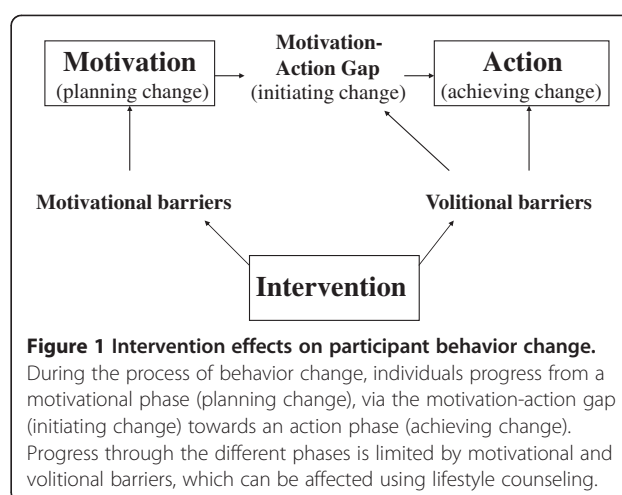 Motivation
(planning change)
Motivation-
Action Gap
(initiating change)
Action
(achieving change)
Motivational barriers
Volitional barriers
Intervention
Figure 1 Intervention effects on participant behavior change.
During the process of behavior change, individuals progress from a
motivational phase (planning change), via the motivation-action gap
(initiating change) towards an action phase (achieving change).
Progress through the different phases is limited by motivational and
volitional barriers, which can be affected using lifestyle counseling.